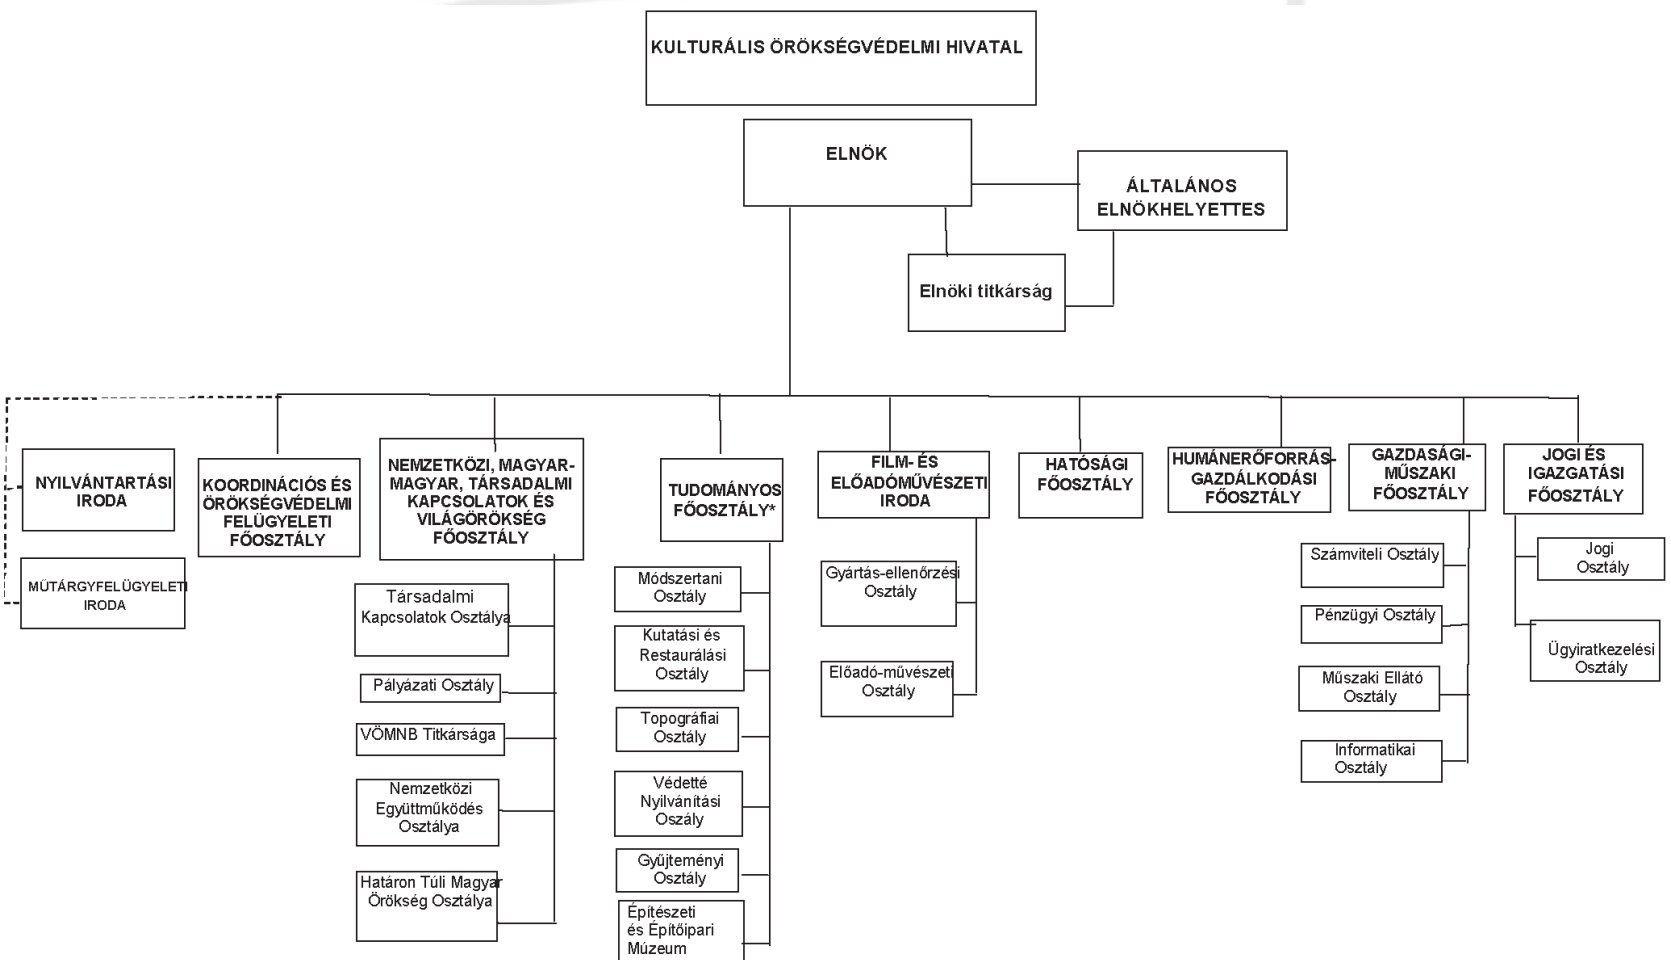 KULTURÁLIS ÖRÖKSÉGVÉDELMI HIVATAL
ELNÖK
ÁLTALÁNOS
ELNÖKHELYETTES
Elnöki titkárság
NYILVÁNTARTÁSI
IRODA
MŰTÁRGYFELÜGYELETI
IRODA
KOORDINÁCIÓS ÉS
ÖRÖKSÉGVÉDELMI
FELÜGYELETI
FŐOSZTÁLY
NEMZETKÖZI, MAGYAR-
MAGYAR, TÁRSADALMI
KAPCSOLATOK ÉS
VILÁGÖRÖKSÉG
FŐOSZTÁLY
Társadalmi
Kapcsolatok Osztálya
Pályázati Osztály
VÖMNB Titkársága
Nemzetközi
Együttműködés
Osztálya
Határon Túli Magyar
Örökség Osztálya
TUDOMÁNYOS
FŐOSZTÁLY*
Módszertani
Osztály
Kutatási és
Restaurálási
Osztály
Topográfiai
Osztály
Védetté
Nyilvánítási
Oszály
Gyűjteményi
Osztály
Építészeti
és Építőipari
Múzeum
FILM- ÉS
ELŐADÓMŰVÉSZETI
IRODA
Gyártás-ellenőrzési
Osztály
Előadó-művészeti
Osztály
HATÓSÁGI
FŐOSZTÁLY
HUMÁNERŐFORRÁS-
GAZDÁLKODÁSI
FŐOSZTÁLY
GAZDASÁGI-
MŰSZAKI
FŐOSZTÁLY
Számviteli Osztály
Pénzügyi Osztály
Műszaki Ellátó
Osztály
Informatikai
Osztály
JOGI ÉS
IGAZGATÁSI
FŐOSZTÁLY
Jogi
Osztály
Ügyiratkezelési
Osztály